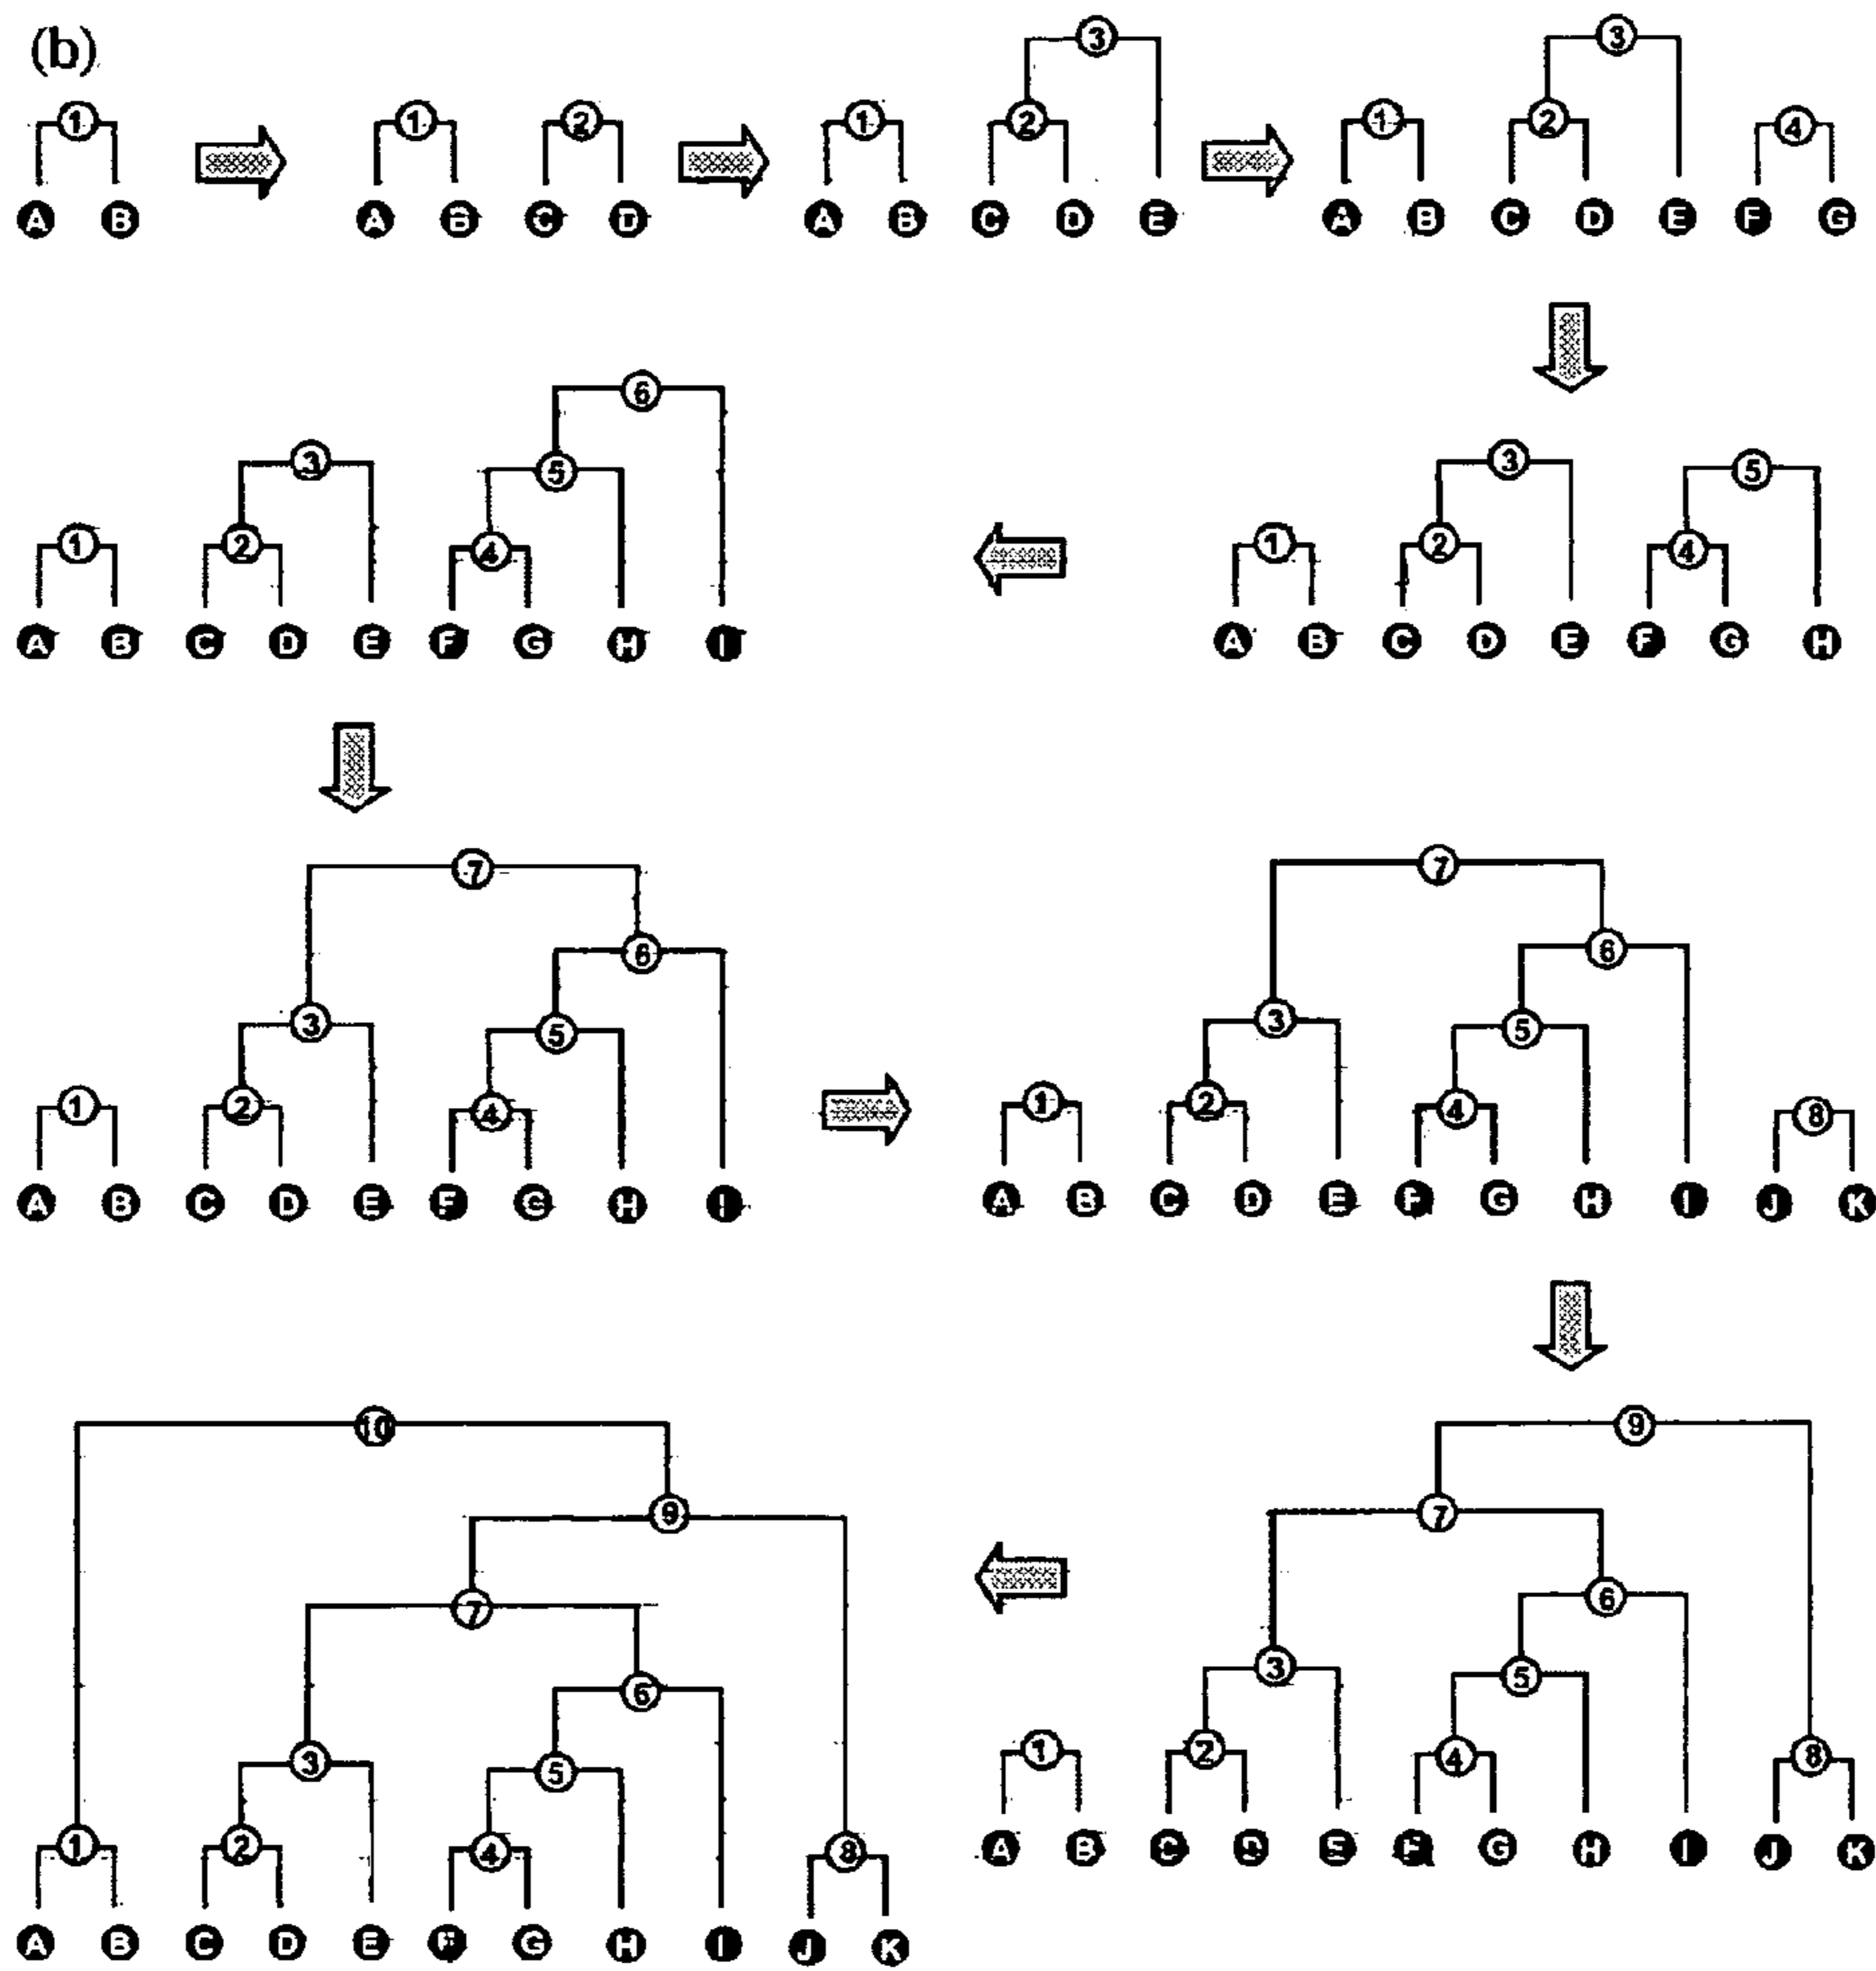 (b)
3 3
1 1 2 1 2 1 2 4
A B A B C D A B C D E A B C D E F G
6
3 5 3 5
1 2 4 1 2 4
A B C D E F G H I A B C D E F G H
7 7
6 6
3 5 3 5
1 2 4 1 2 4 8
A B C D E F G H I A B C D E F G H I J K
10 9
9 7
7 6
6 3 5
3 5 1 2 4 8
1 2 4 8 A B C D E F G H I J K
A B C D E F G H I J K